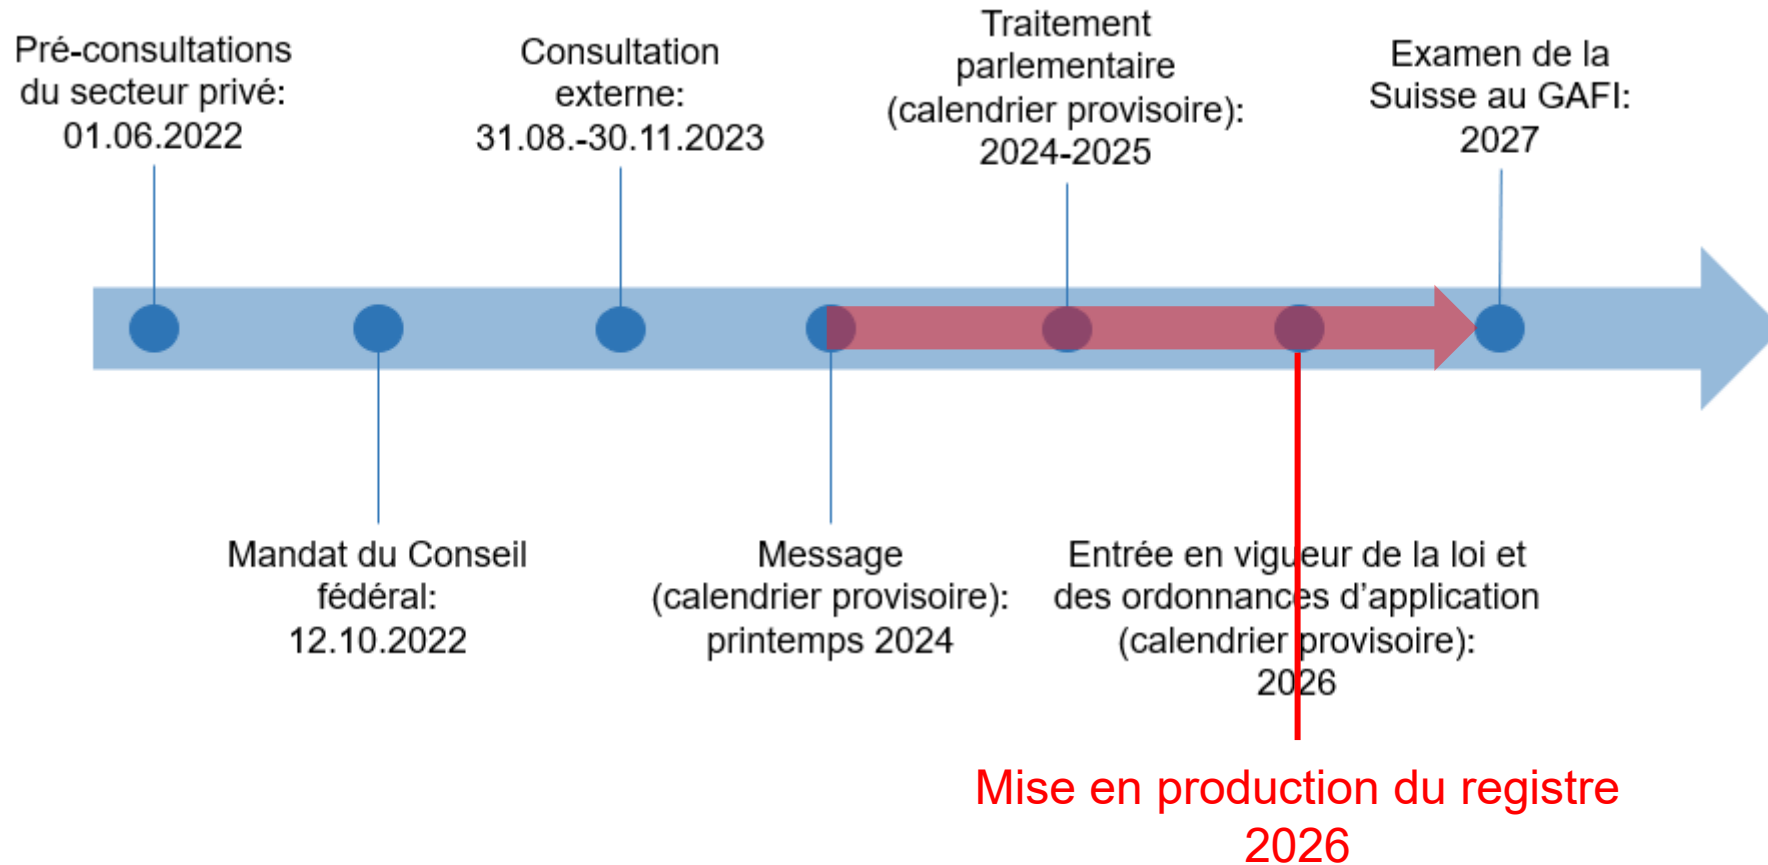 Pré-consultations
du secteur privé:
01.06.2022
Consultation
externe:
31.08.-30.11.2023
Traitement
parlementaire
(calendrier provisoire):
2024-2025
Examen de la
Suisse au GAFI:
2027
Mandat du Conseil
fédéral:
12.10.2022
Message
(calendrier provisoire):
printemps 2024
Entrée en vigueur de la loi et
des ordonnances d'application
(calendrier provisoire):
2026
Mise en production du registre
2026